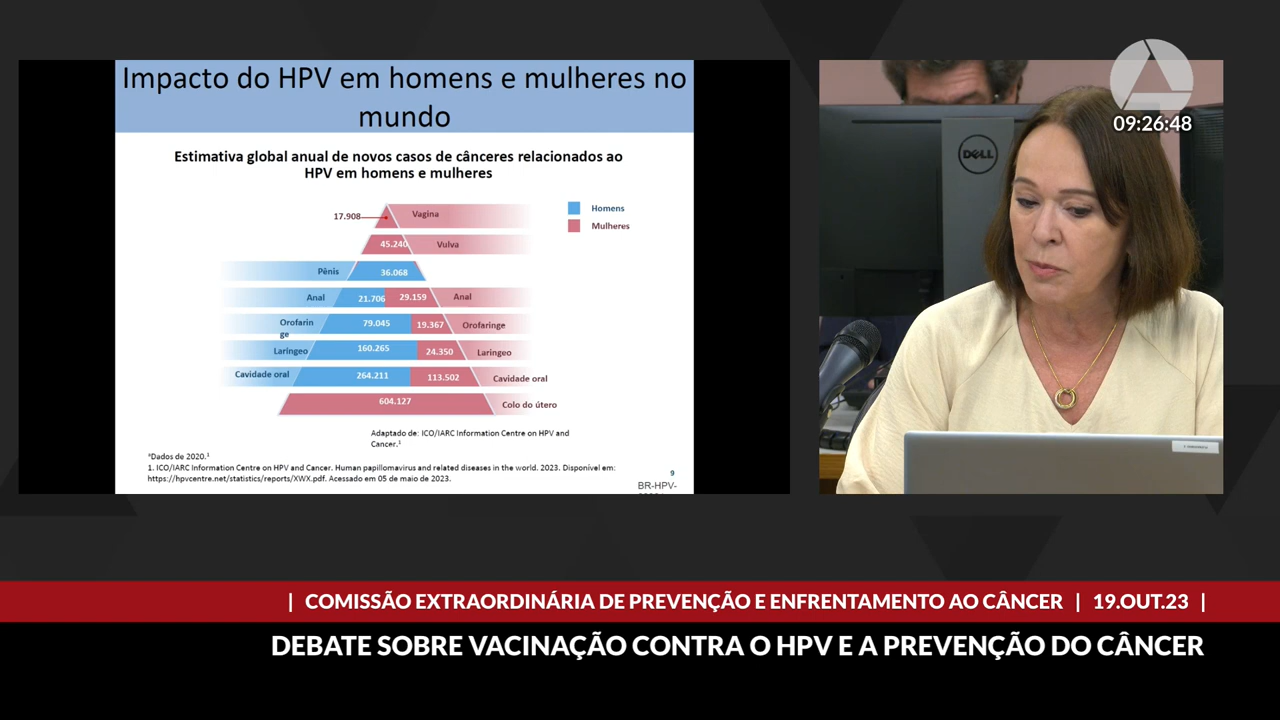 Impacto do HPV em homens e mulheres no
mundo
Estimativa global anual de novos casos de cânceres relacionados ao
HPV em homens e mulheres
Homens
Mulheres
17.908
Vagina
45.240
Vulva
Pênis
36.068
Anal
21.706
29.159
Anal
Orofarin
ge
79.045
19.367
Orofaringe
Laríngeo
160.265
24.350
Laríngeo
Cavidade oral
264.211
113.502
Cavidade oral
604.127
Colo do útero
Adaptado de: ICO/IARC Information Centre on HPV and
Cancer.¹
*Dados de 2020.¹
1. ICO/IARC Information Centre on HPV and Cancer. Human papillomavirus and related diseases in the world. 2023. Disponível em:
https://hpvcentre.net/statistics/reports/XWX.pdf. Acessado em 05 de maio de 2023.
9
BR-HPV-
09:26:48
DELL
| COMISSÃO EXTRAORDINÁRIA DE PREVENÇÃO E ENFRENTAMENTO AO CÂNCER | 19.OUT.23 |
DEBATE SOBRE VACINAÇÃO CONTRA O HPV E A PREVENÇÃO DO CÂNCER